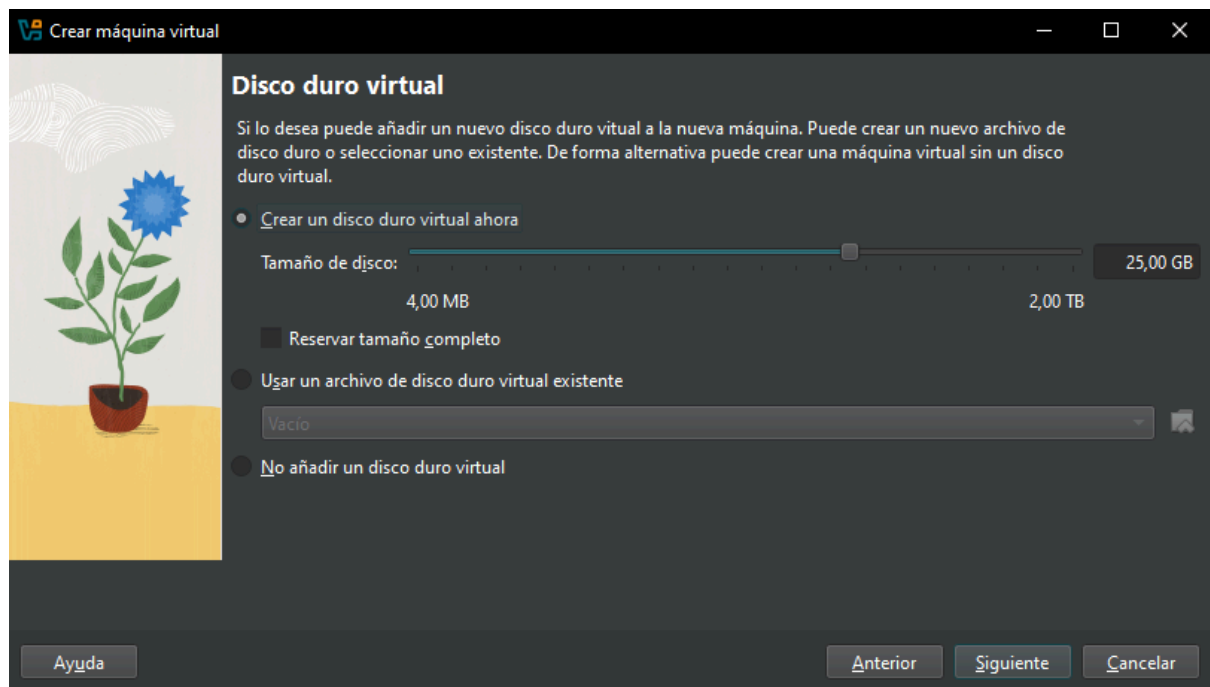 Crear máquina virtual
Disco duro virtual
Si lo desea puede añadir un nuevo disco duro vitual a la nueva máquina. Puede crear un nuevo archivo de
disco duro o seleccionar uno existente. De forma alternativa puede crear una máquina virtual sin un disco
duro virtual.
Crear un disco duro virtual ahora
Tamaño de disco: 25,00 GB
4,00 MB 2,00 TB
Reservar tamaño completo
Usar un archivo de disco duro virtual existente
Vacío
No añadir un disco duro virtual
Ayuda Anterior Siguiente Cancelar